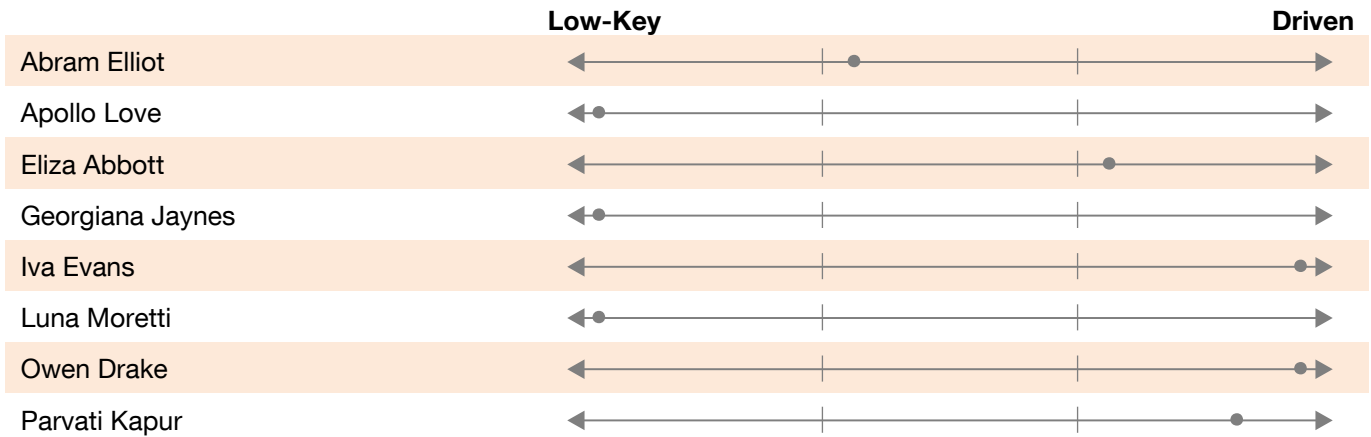 Low-Key Driven
Abram Elliot
Apollo Love
Eliza Abbott
Georgiana Jaynes
Iva Evans
Luna Moretti
Owen Drake
Parvati Kapur